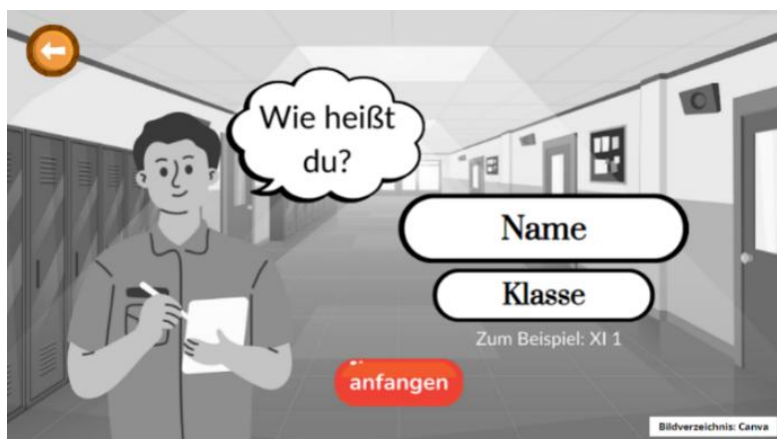 Wie heißt
du?
Name
Klasse
Zum Beispiel: XI 1
anfangen
Bildverzeichnis: Canva